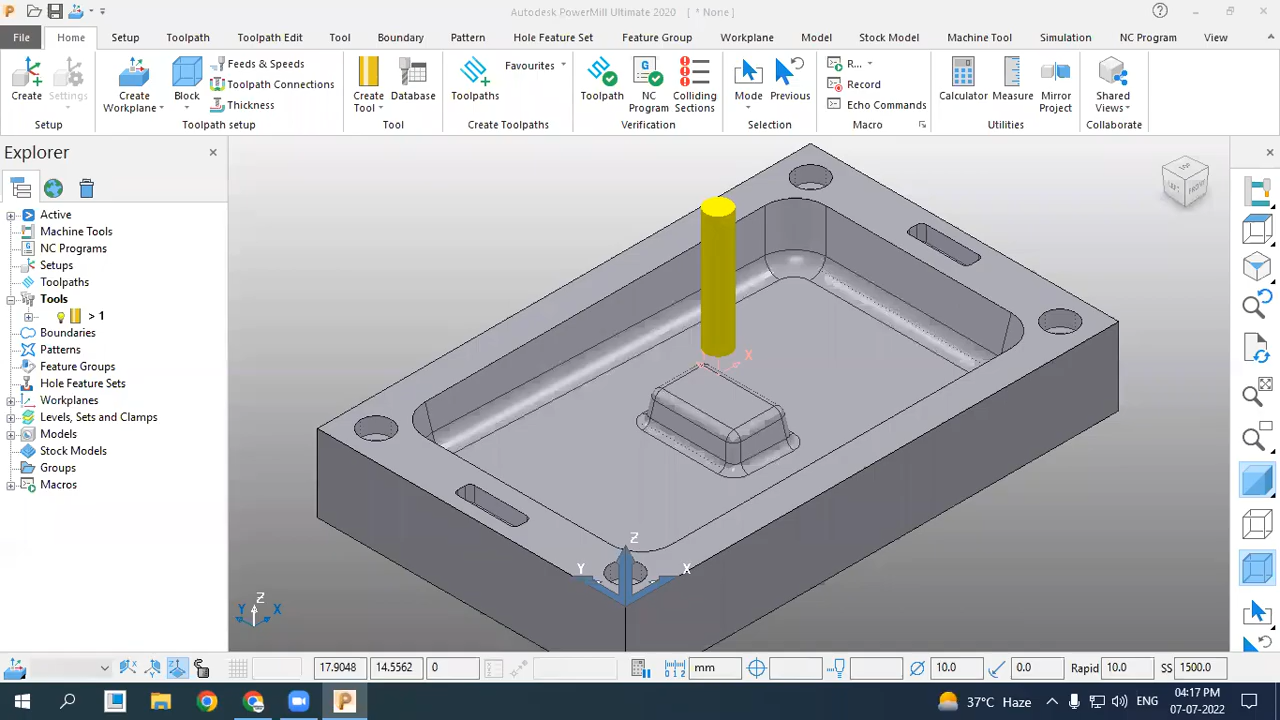 Autodesk PowerMill Ultimate 2020 [ * None ]
File Home Setup Toolpath Toolpath Edit Tool Boundary Pattern Hole Feature Set Feature Group Workplane Model Stock Model Machine Tool Simulation NC Program View
Create
Settings
Setup
Create Workplane
Block
Feeds & Speeds
Toolpath Connections
Thickness
Toolpath setup
Create Tool
Database
Tool
Toolpaths
Favourites
Create Toolpaths
Toolpath
NC Program
Colliding Sections
Verification
Mode
Previous
Selection
R...
Record
Echo Commands
Macro
Calculator
Measure
Mirror Project
Utilities
Shared Views
Collaborate
Explorer
Active
Machine Tools
NC Programs
Setups
Toolpaths
Tools
> 1
Boundaries
Patterns
Feature Groups
Hole Feature Sets
Workplanes
Levels, Sets and Clamps
Models
Stock Models
Groups
Macros
TOP
FRONT
X
Z
Y X
Z
Y X
17.9048 14.5562 0 mm 10.0 0.0 Rapid 10.0 SS 1500.0
37°C Haze ENG 04:17 PM
07-07-2022